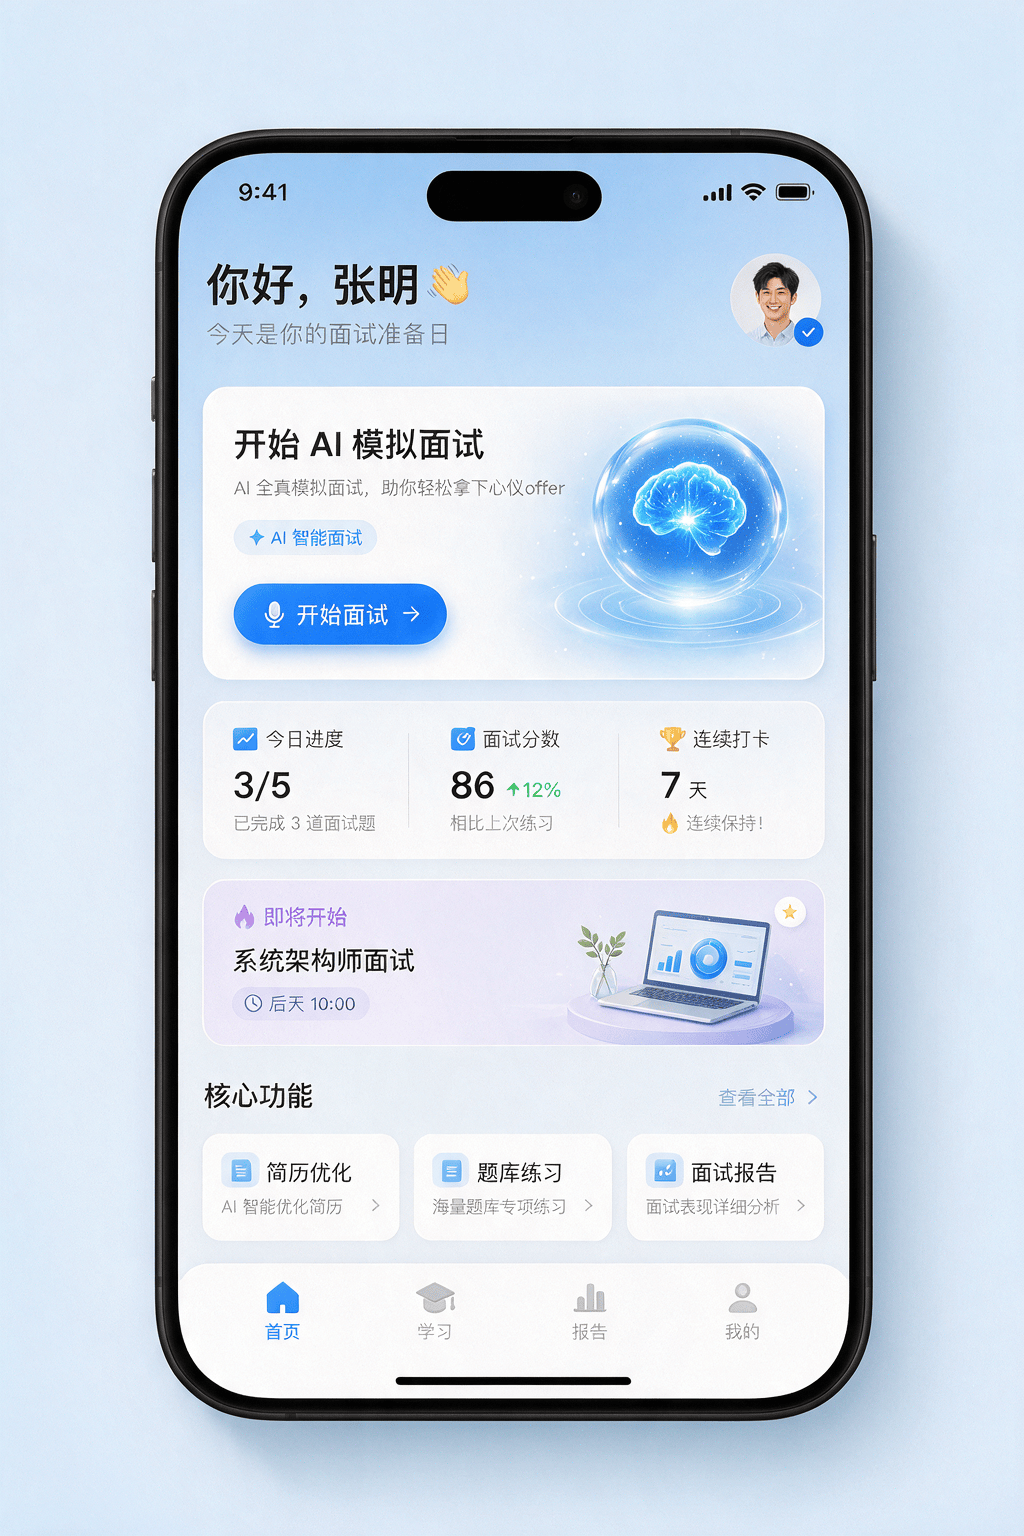 9:41
你好，张明👋
今天是你的面试准备日
开始 AI 模拟面试
AI 全真模拟面试，助你轻松拿下心仪offer
AI 智能面试
开始面试 →
今日进度
3/5
已完成 3 道面试题
面试分数
86 ↑12%
相比上次练习
连续打卡
7 天
连续保持！
即将开始
系统架构师面试
后天 10:00
核心功能
查看全部 >
简历优化
AI 智能优化简历 >
题库练习
海量题库专项练习 >
面试报告
面试表现详细分析 >
首页
学习
报告
我的